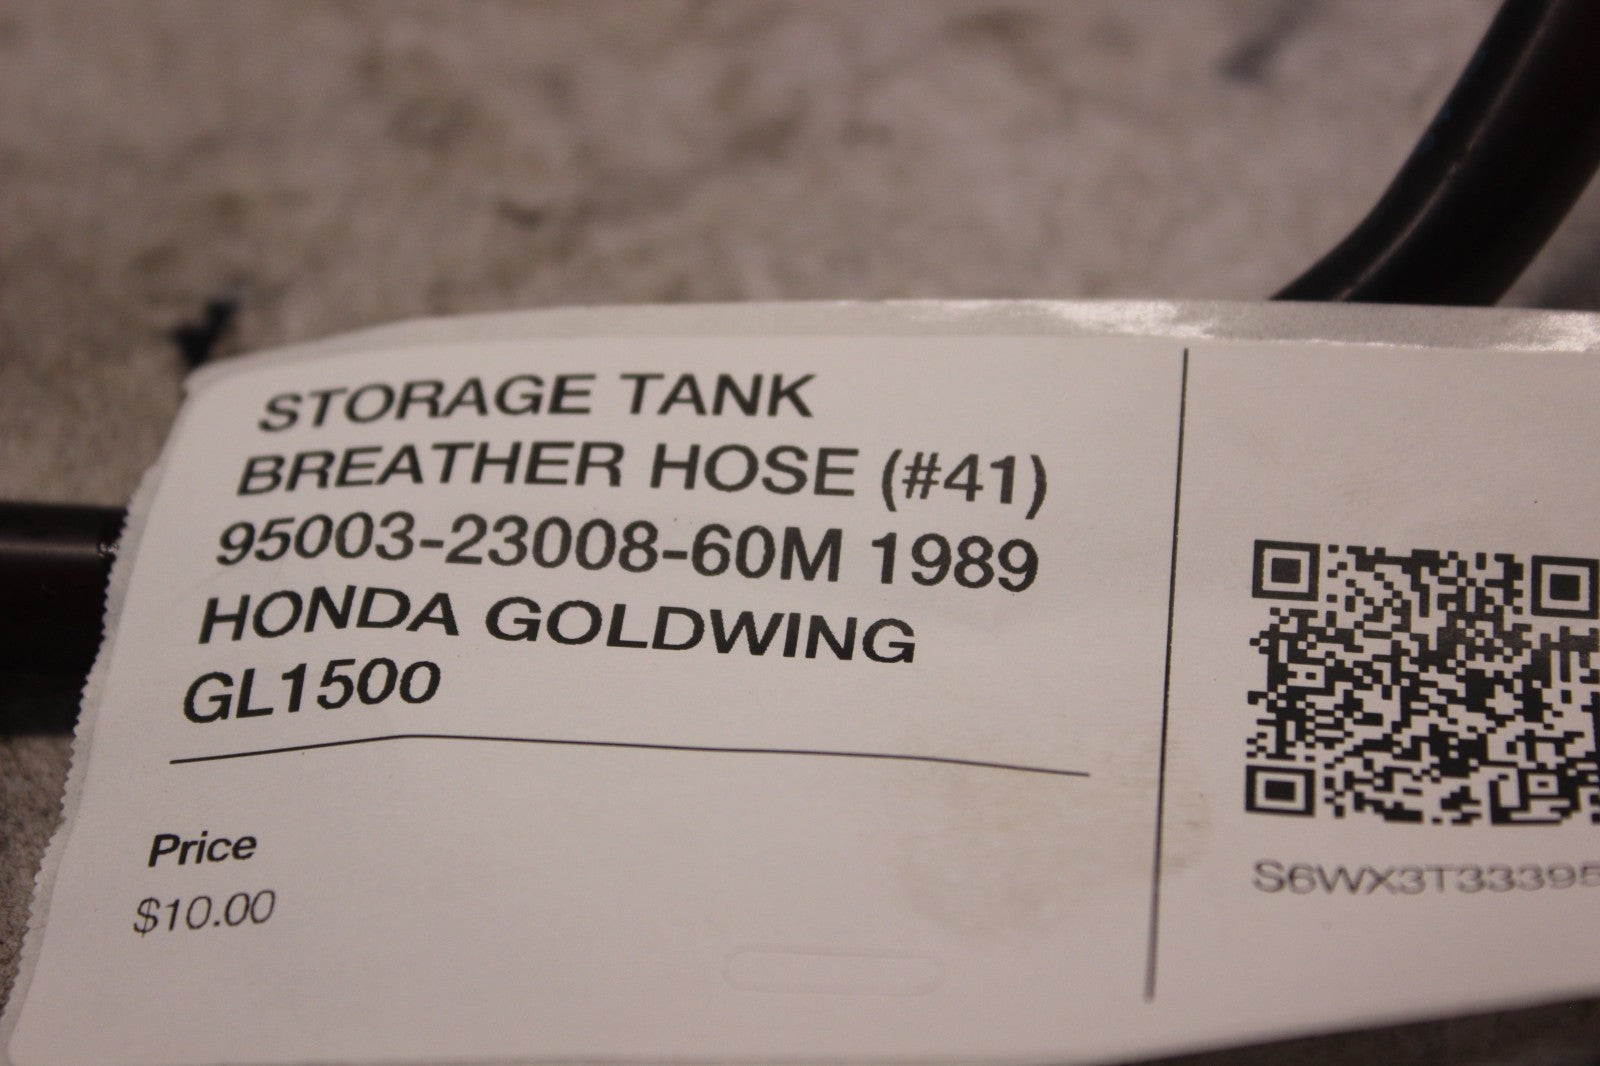 STORAGE TANK
BREATHER HOSE (#41)
95003-23008-60M 1989
HONDA GOLDWING
GL1500
Price
$10.00
S6WX3T33395